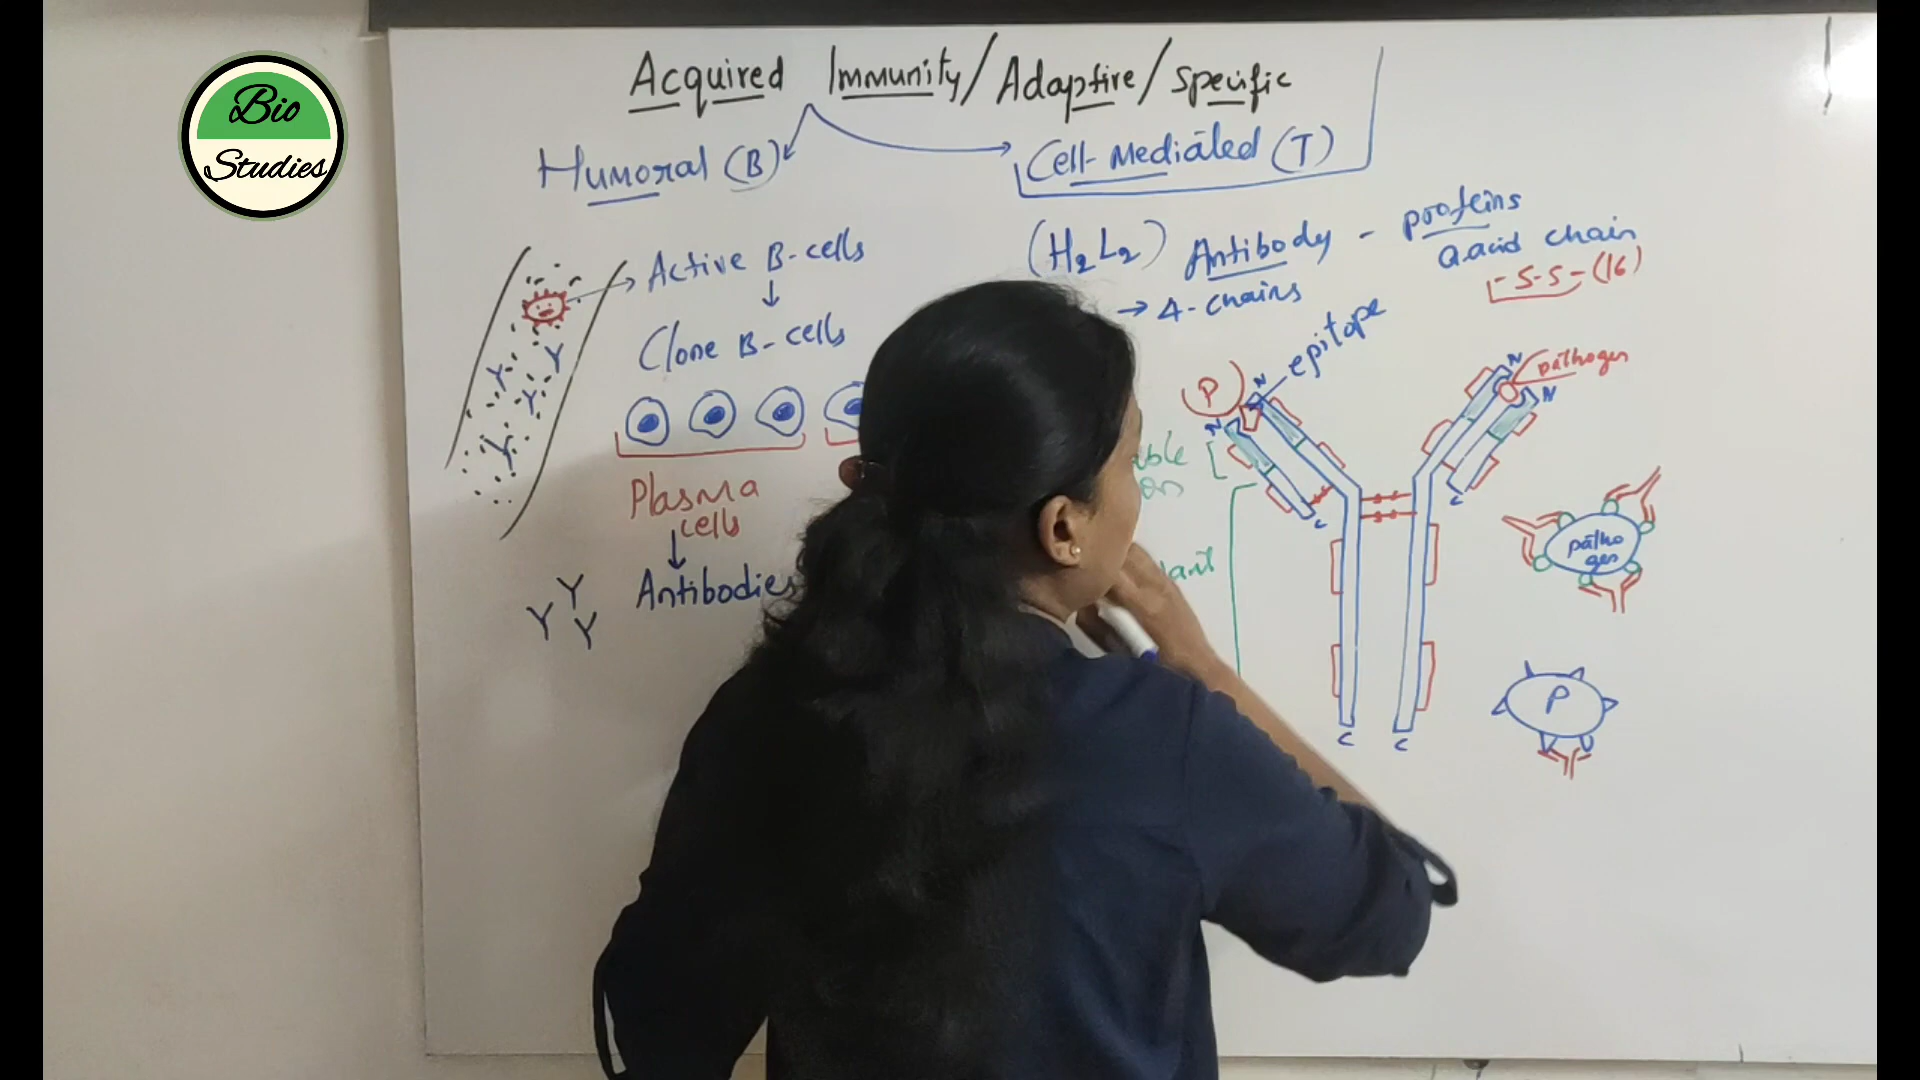 Bio
Studies
Acquired Immunity/Adaptive/Specific
Humoral (B)
Cell-Mediated (T)
Active B-cells
↓
Clone B-cells
Plasma
cells
↓
Antibodies
(H2L2) Antibody - proteins
a.acid chain
-S-S-(16)
→ 4-chains
epitope
P
N
N
N
N
pathogen
C
C
C
C
patho
gen
P